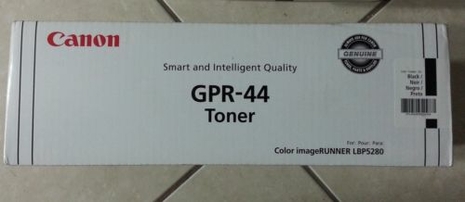 Canon
GENUINE
Smart and Intelligent Quality
GPR-44
Toner
Black /
Noir /
Negro /
Preto
For / Pour / Para:
Color imageRUNNER LBP5280